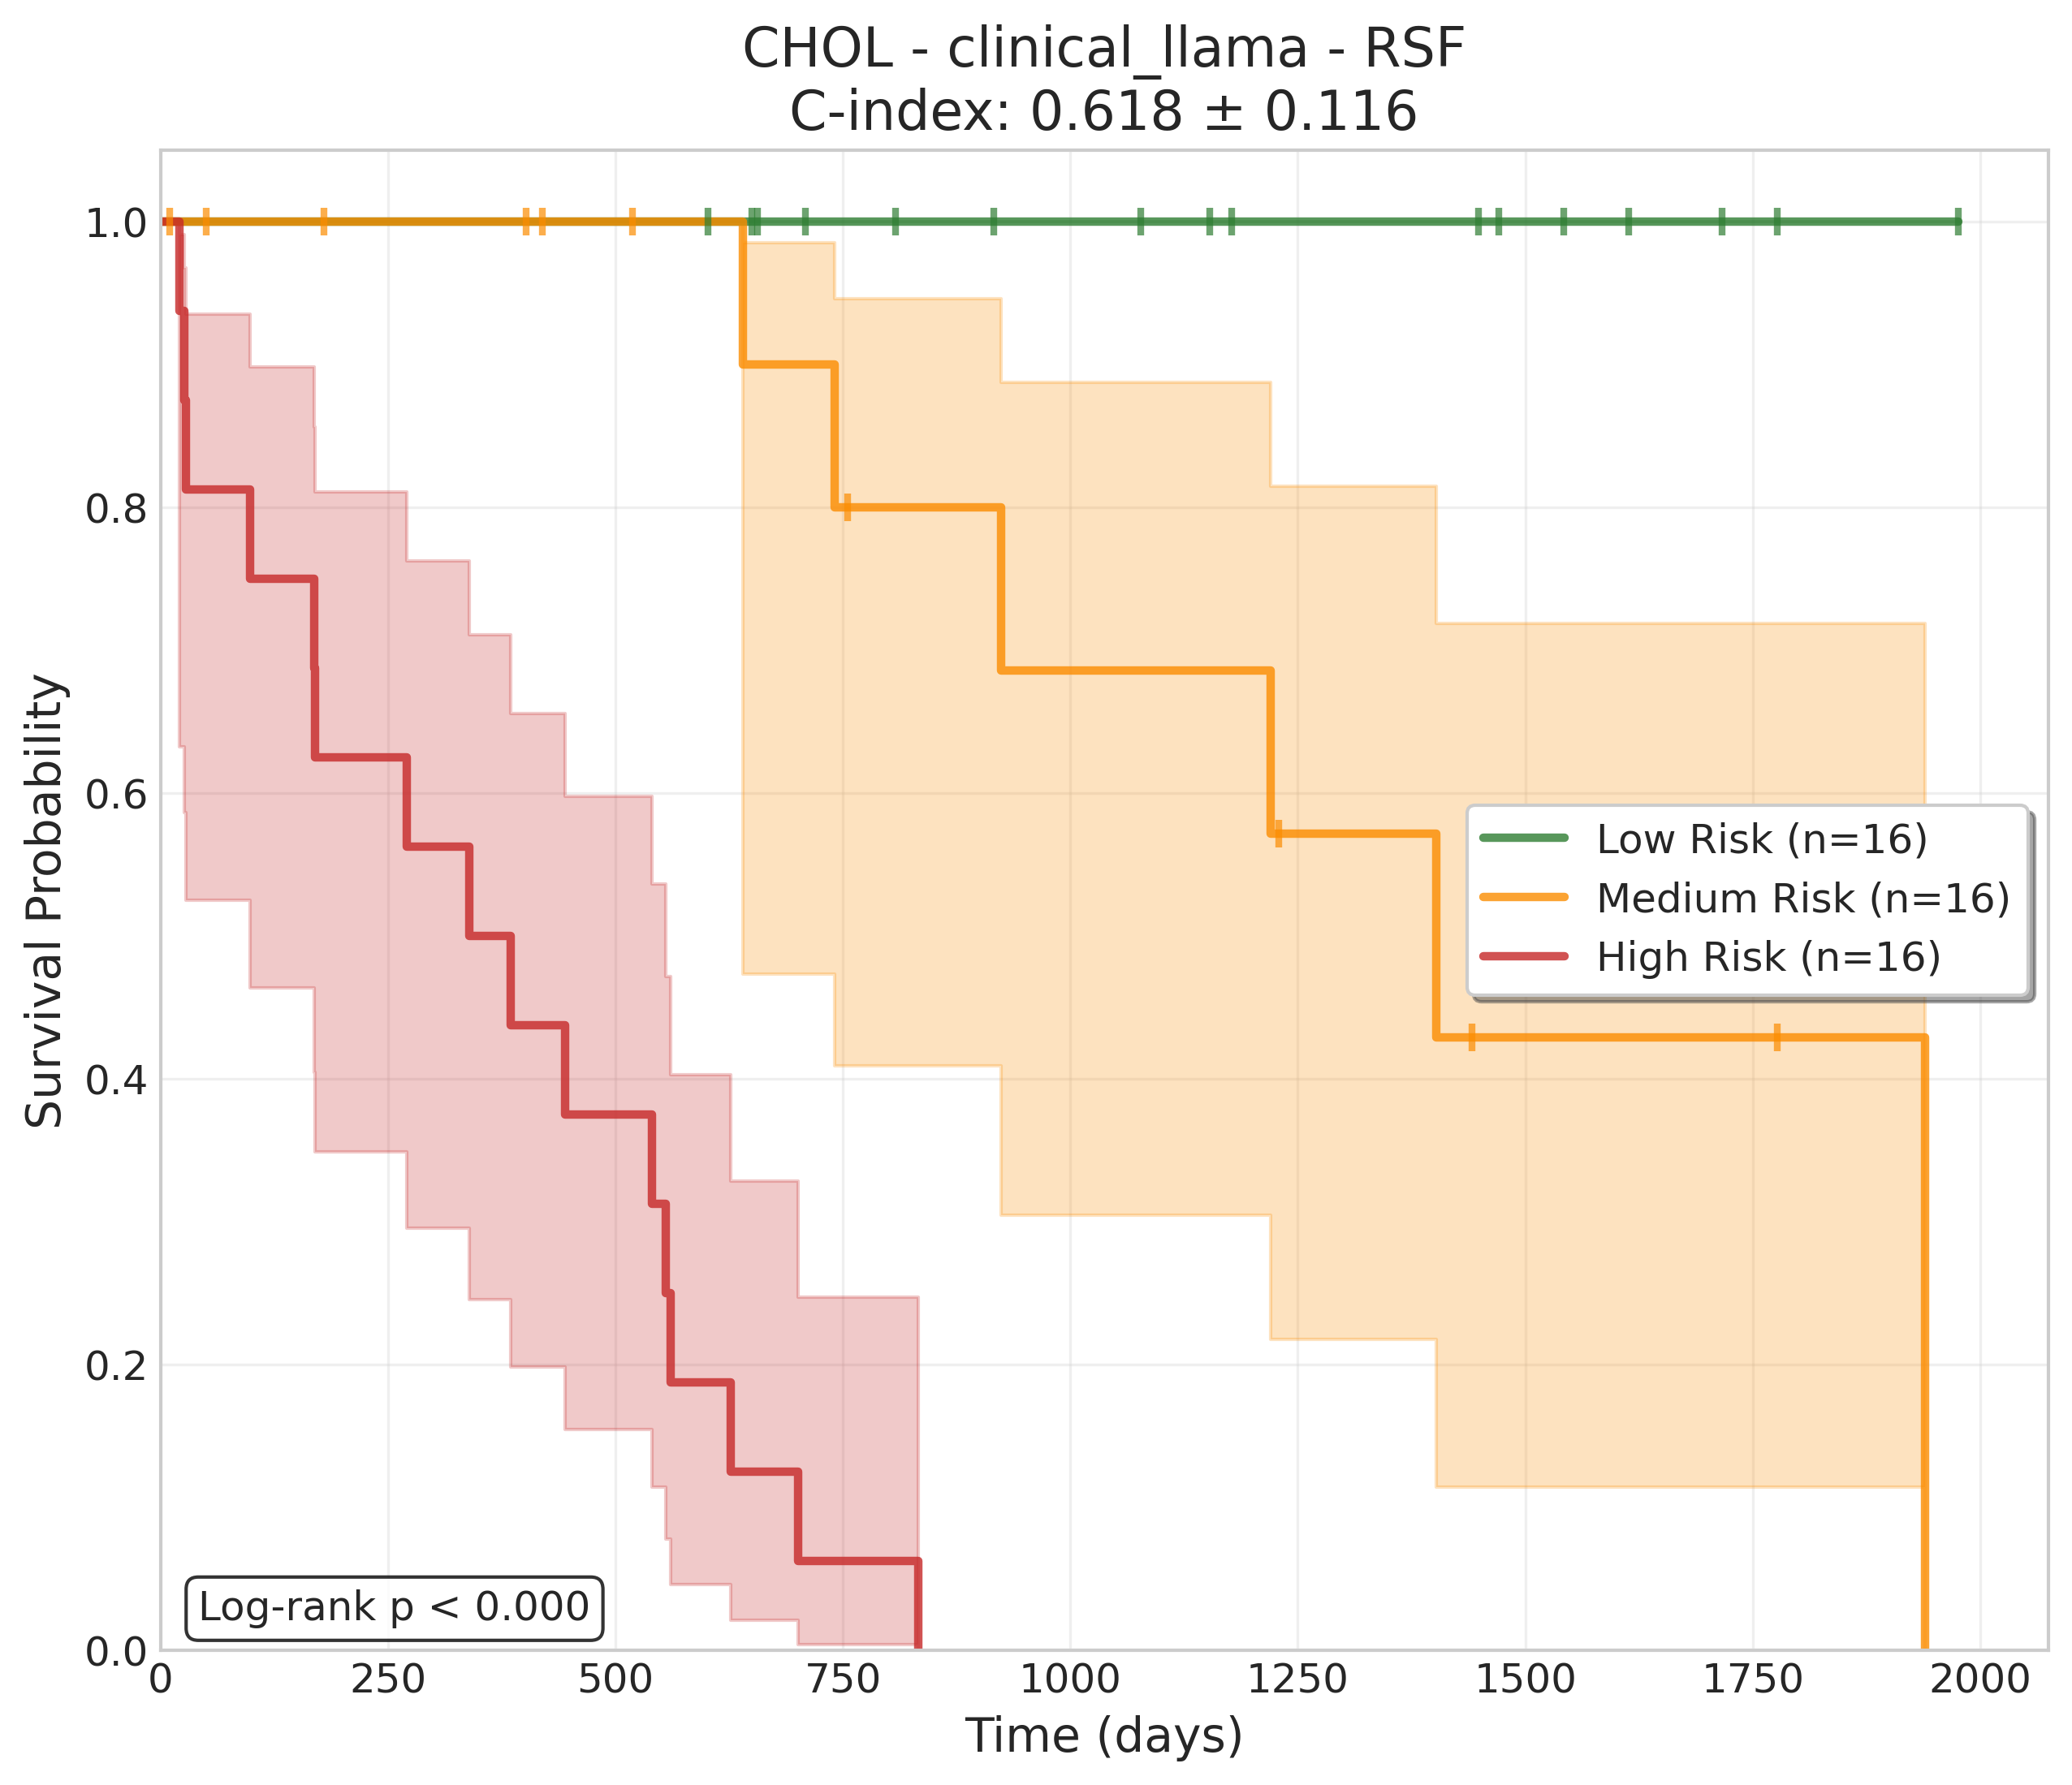 CHOL - clinical_llama - RSF
C-index: 0.618 ± 0.116
Survival Probability
1.0
0.8
0.6
0.4
0.2
0.0
Low Risk (n=16)
Medium Risk (n=16)
High Risk (n=16)
Log-rank p < 0.000
0 250 500 750 1000 1250 1500 1750 2000
Time (days)